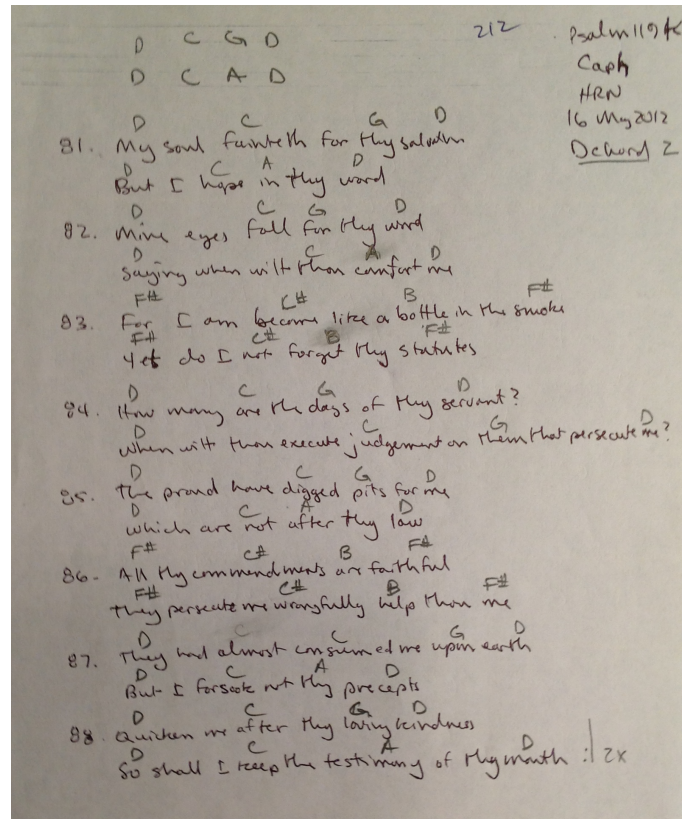 D C G D
212
Psalm 119
Caph
HRN
16 May 2012
D C A D
D C G D
81. My soul fainteth for thy salvation
D C A D
But I hope in thy word
D C G D
82. Mine eyes fall for thy word
D C A D
Saying when wilt thou comfort me
F# C# B F#
83. For I am become like a bottle in the smoke
F# C# B F#
Yet do I not forget thy statutes
D C G D
84. How many are the days of thy servant?
D C G D
When wilt thou execute judgement on them that persecute me?
D C G D
85. The proud have digged pits for me
D C A D
which are not after thy law
F# C# B F#
86. All thy commendments are faithful
F# C# B F#
They persecute me wrongfully help thou me
D C C G D
87. They had almost consumed me upon earth
D C A D
But I forsook not thy precepts
D C G D
88. Quicken me after thy loving kindness
D C A D
So shall I keep the testimony of thy mouth :| 2x